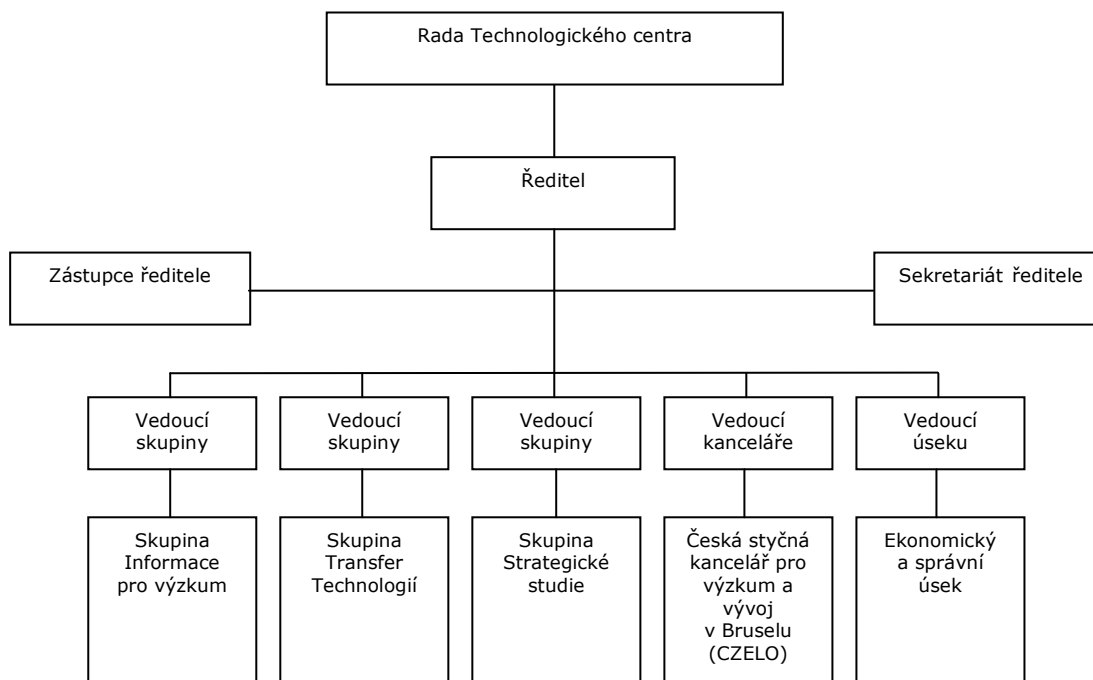 Rada Technologického centra
Ředitel
Zástupce ředitele
Sekretariát ředitele
Vedoucí
skupiny
Vedoucí
skupiny
Vedoucí
skupiny
Vedoucí
kanceláře
Vedoucí
úseku
Skupina
Informace
pro výzkum
Skupina
Transfer
Technologií
Skupina
Strategické
studie
Česká styčná
kancelář pro
výzkum a
vývoj
v Bruselu
(CZELO)
Ekonomický
a správní
úsek